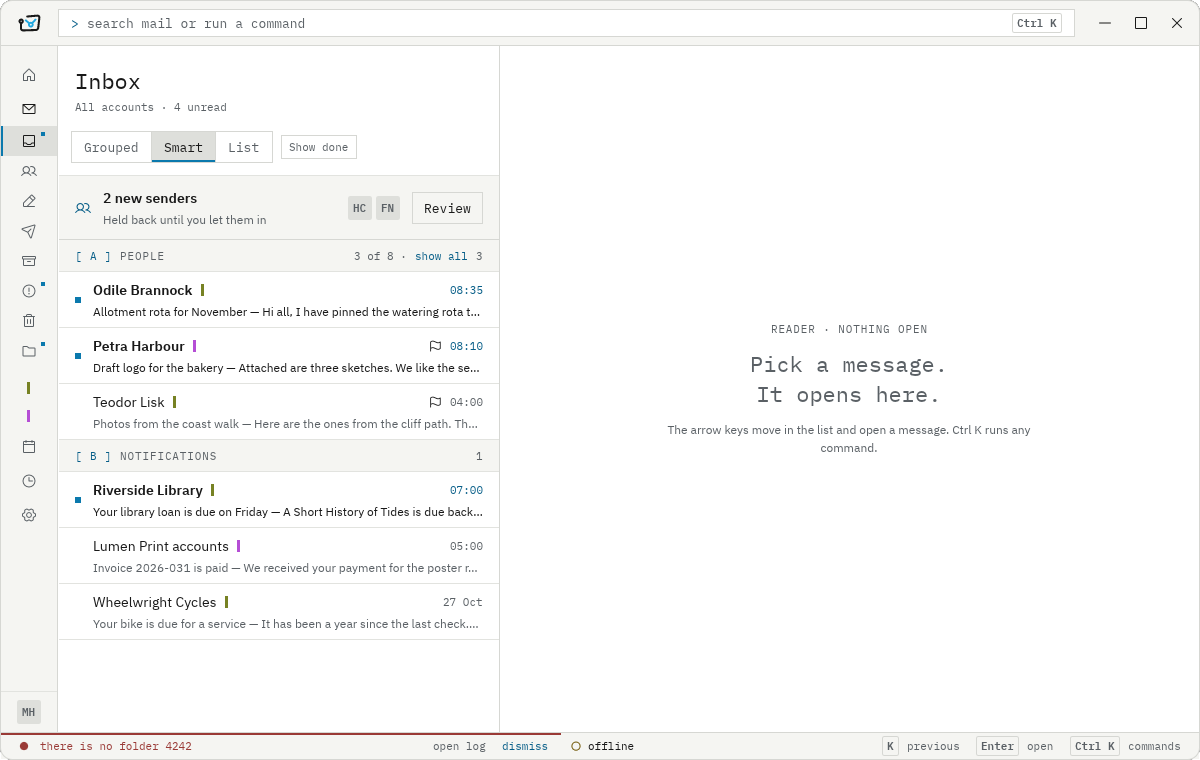 > search mail or run a command Ctrl K
Inbox
All accounts · 4 unread
Grouped Smart List Show done
2 new senders
Held back until you let them in
HC FN Review
[ A ] PEOPLE 3 of 8 · show all 3
Odile Brannock 08:35
Allotment rota for November — Hi all, I have pinned the watering rota t...
Petra Harbour 08:10
Draft logo for the bakery — Attached are three sketches. We like the se...
Teodor Lisk 04:00
Photos from the coast walk — Here are the ones from the cliff path. Th...
[ B ] NOTIFICATIONS 1
Riverside Library 07:00
Your library loan is due on Friday — A Short History of Tides is due back...
Lumen Print accounts 05:00
Invoice 2026-031 is paid — We received your payment for the poster r...
Wheelwright Cycles 27 Oct
Your bike is due for a service — It has been a year since the last check....
READER · NOTHING OPEN
Pick a message.
It opens here.
The arrow keys move in the list and open a message. Ctrl K runs any
command.
MH
there is no folder 4242 open log dismiss offline K previous Enter open Ctrl K commands